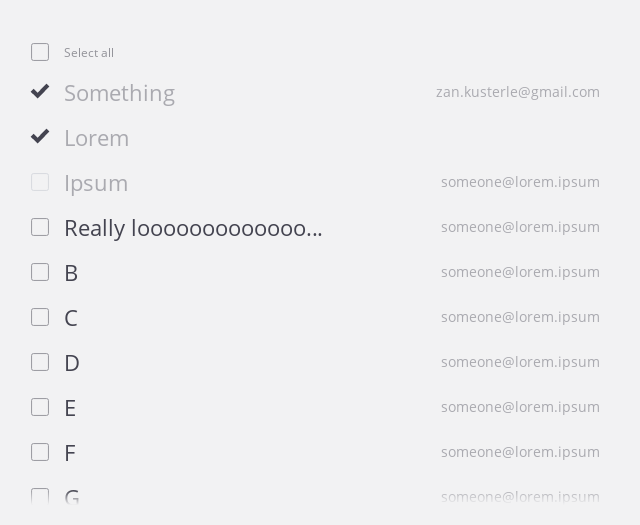 Select all
Something zan.kusterle@gmail.com
Lorem
Ipsum someone@lorem.ipsum
Really looooooooooooo... someone@lorem.ipsum
B someone@lorem.ipsum
C someone@lorem.ipsum
D someone@lorem.ipsum
E someone@lorem.ipsum
F someone@lorem.ipsum
G someone@lorem.ipsum